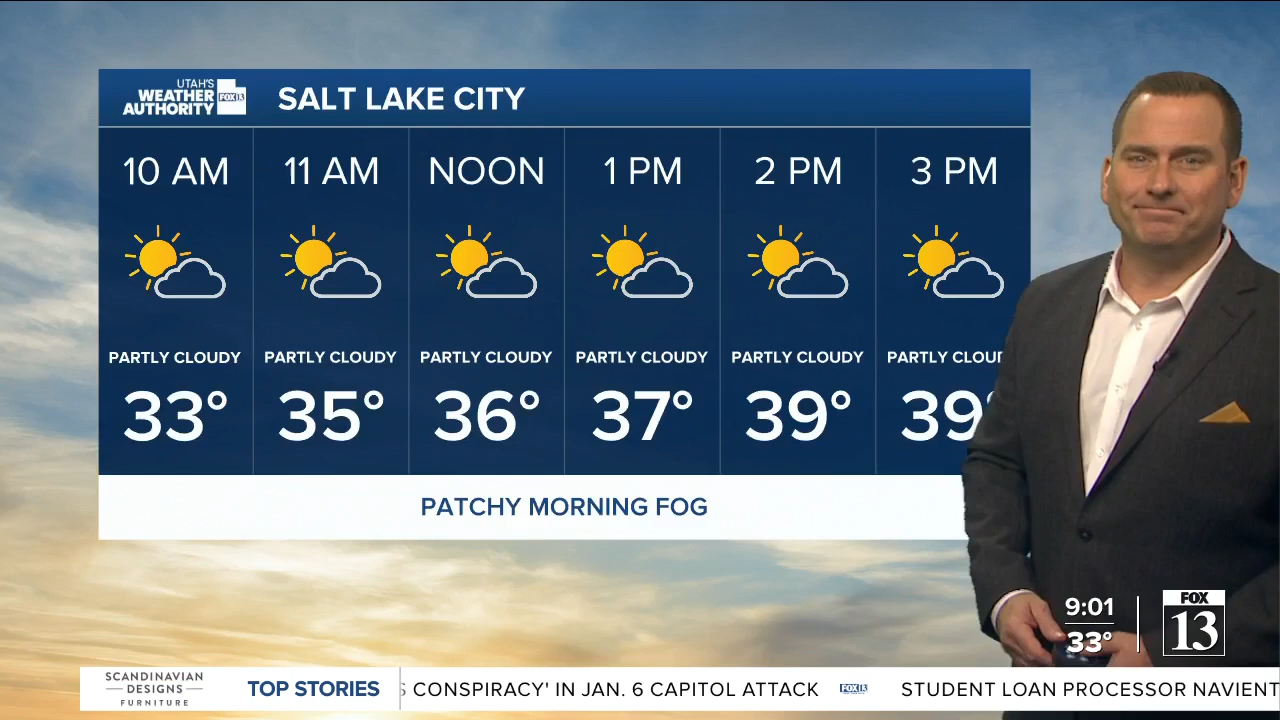 UTAH'S
WEATHER
AUTHORITY
FOX 13
SALT LAKE CITY
10 AM 11 AM NOON 1 PM 2 PM 3 PM
PARTLY CLOUDY PARTLY CLOUDY PARTLY CLOUDY PARTLY CLOUDY PARTLY CLOUDY PARTLY CLOUD
33° 35° 36° 37° 39° 39°
PATCHY MORNING FOG
9:01
33°
FOX
13
SCANDINAVIAN
DESIGNS
FURNITURE
TOP STORIES
S CONSPIRACY' IN JAN. 6 CAPITOL ATTACK FOX 13 STUDENT LOAN PROCESSOR NAVIENT